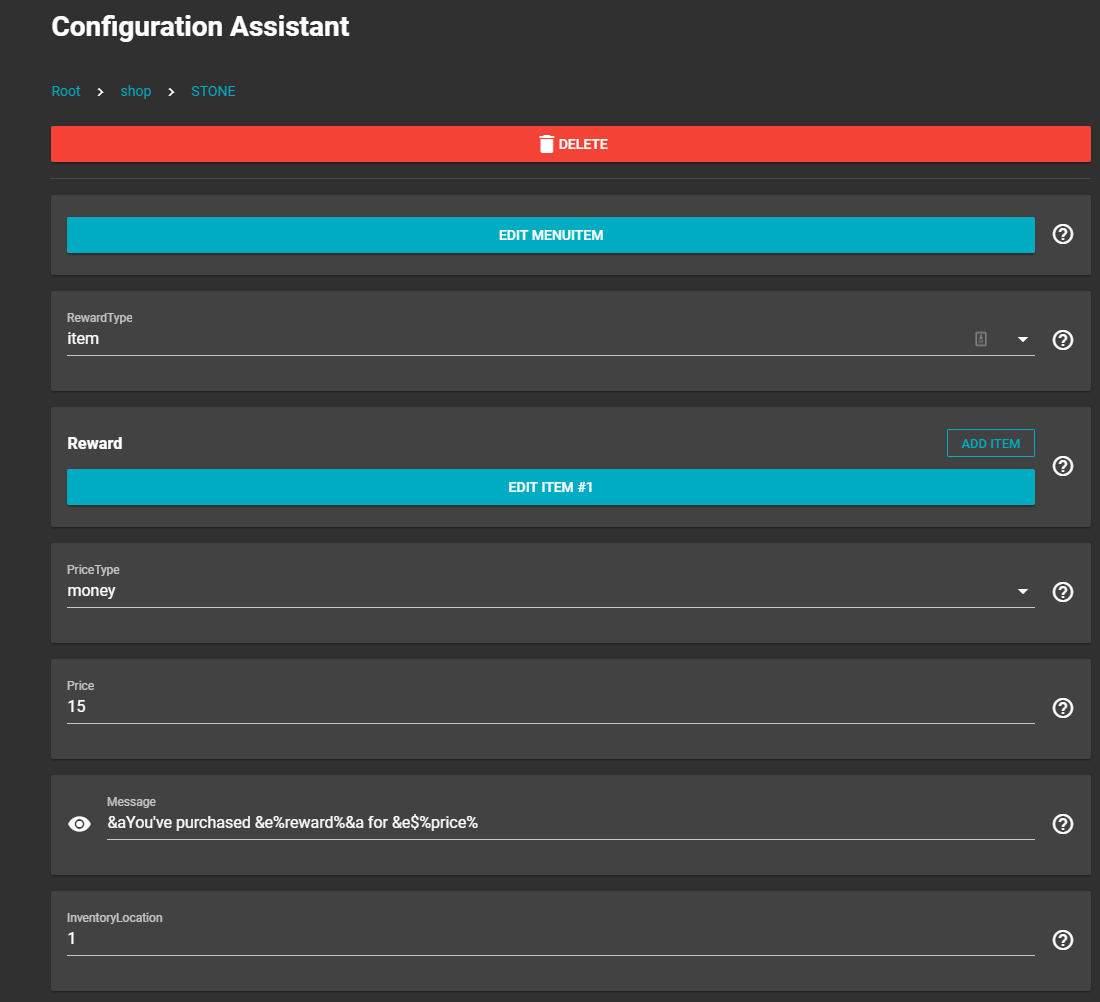 Configuration Assistant
Root > shop > STONE
DELETE
EDIT MENUITEM
RewardType
item
Reward
ADD ITEM
EDIT ITEM #1
PriceType
money
Price
15
Message
&aYou've purchased &e%reward%&a for &e$%price%
InventoryLocation
1